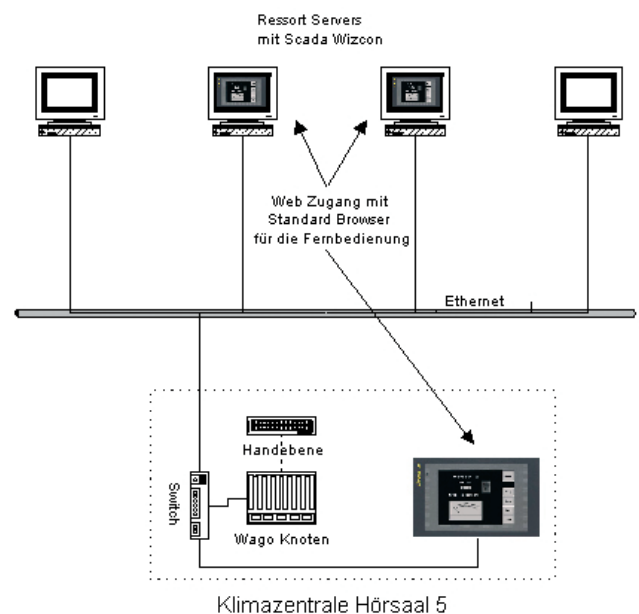 Ressort Servers
mit Scada Wizcon
Web Zugang mit
Standard Browser
für die Fernbedienung
Ethernet
Handebene
Switch
Wago Knoten
Klimazentrale Hörsaal 5